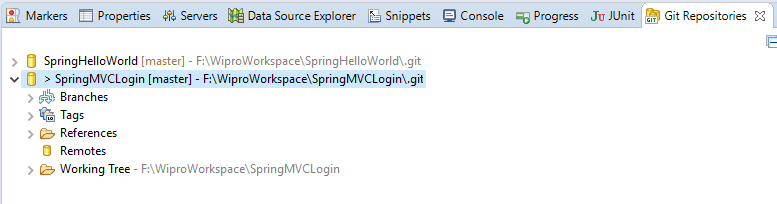 Markers Properties Servers Data Source Explorer Snippets Console Progress JUnit Git Repositories
SpringHelloWorld [master] - F:\WiproWorkspace\SpringHelloWorld\.git
> SpringMVCLogin [master] - F:\WiproWorkspace\SpringMVCLogin\.git
Branches
Tags
References
Remotes
Working Tree - F:\WiproWorkspace\SpringMVCLogin